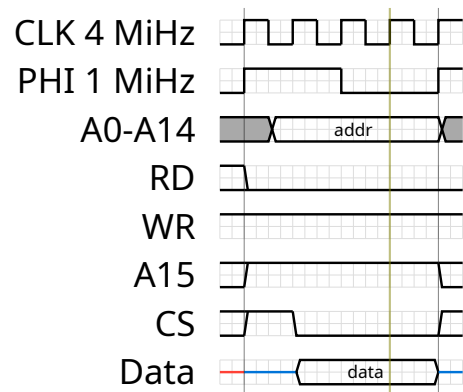 CLK 4 MiHz
PHI 1 MiHz
A0-A14 addr
RD
WR
A15
CS
Data data